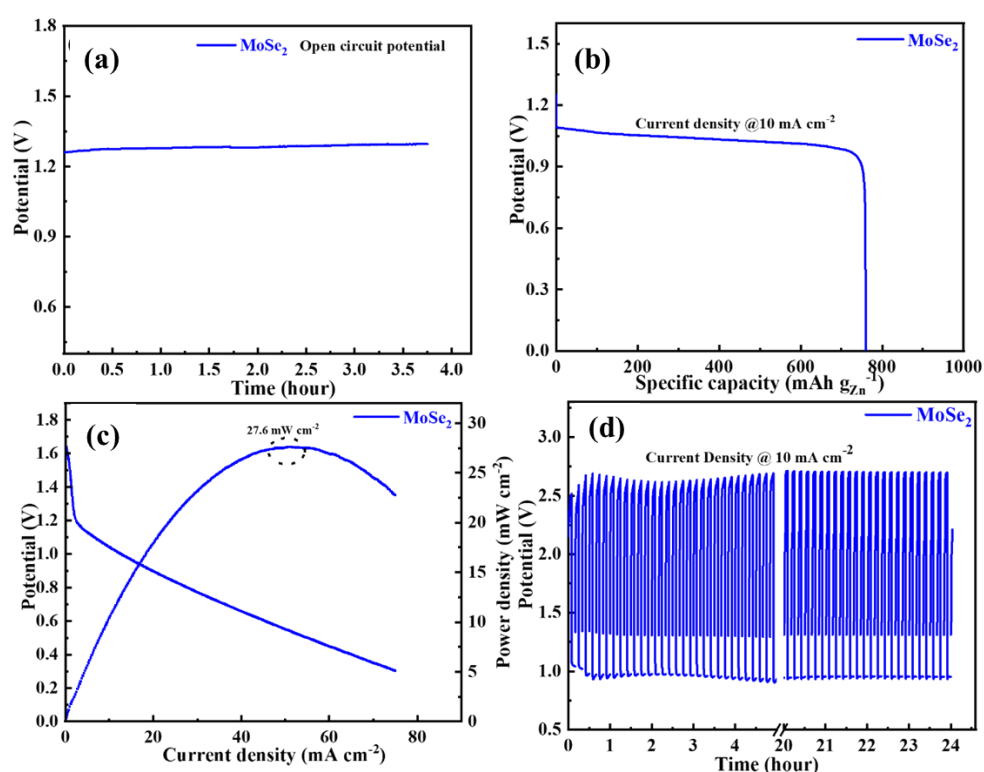 (a)
MoSe₂ Open circuit potential
1.8
1.5
1.2
0.9
0.6
Potential (V )
0.0 0.5 1.0 1.5 2.0 2.5 3.0 3.5 4.0
Time (hour)
(b)
MoSe₂
Current density @10 mA cm⁻²
1.5
1.2
0.9
0.6
0.3
0.0
Potential (V)
0 200 400 600 800 1000
Specific capacity (mAh g_Zn⁻¹)
(c)
MoSe₂
27.6 mW cm⁻²
1.8
1.6
1.4
1.2
1.0
0.8
0.6
0.4
0.2
0.0
Potential (V)
30
25
20
15
10
5
0
Power density (mW cm⁻²)
0 20 40 60 80
Current density (mA cm⁻²)
(d)
MoSe₂
Current Density @ 10 mA cm⁻²
3.0
2.5
2.0
1.5
1.0
0.5
Potential (V)
0 1 2 3 4 20 21 22 23 24
Time (hour)